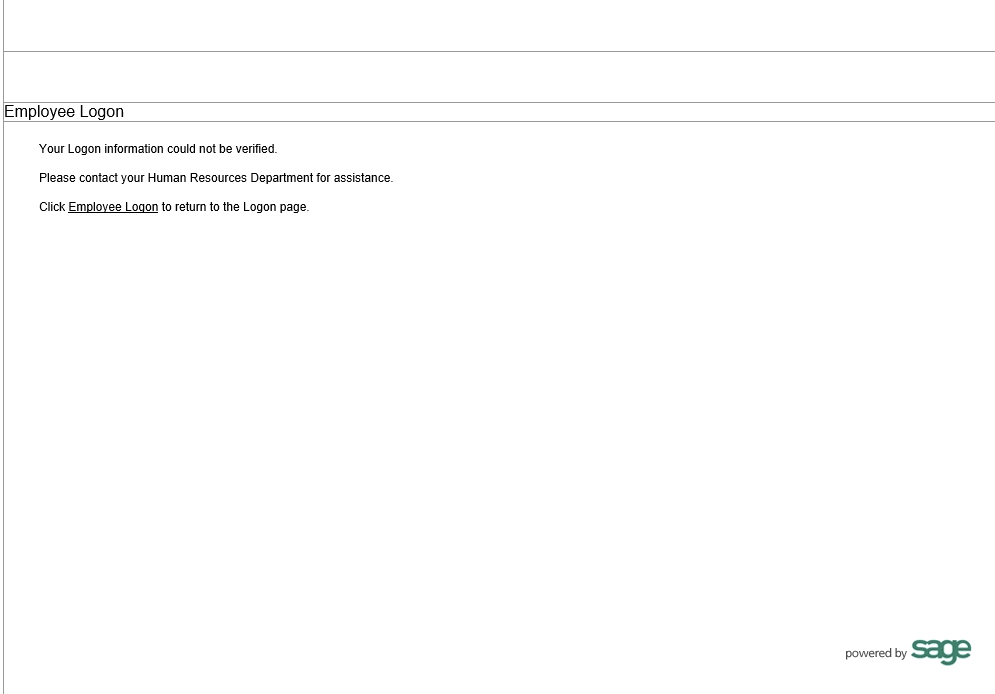 Employee Logon
Your Logon information could not be verified.
Please contact your Human Resources Department for assistance.
Click Employee Logon to return to the Logon page.
powered by sage